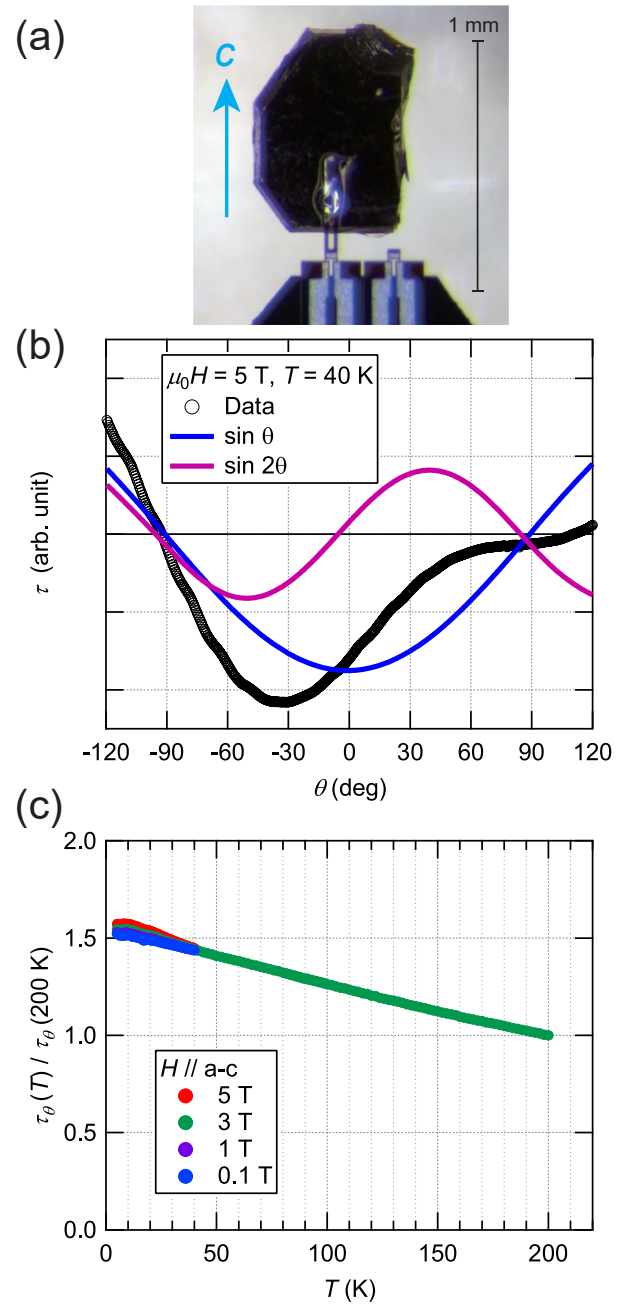 (a)
c
1 mm
(b)
μ₀H = 5 T, T = 40 K
Data
sin θ
sin 2θ
τ (arb. unit)
-120 -90 -60 -30 0 30 60 90 120
θ (deg)
(c)
2.0
1.5
1.0
0.5
0.0
τθ(T) / τθ (200 K)
H // a-c
5 T
3 T
1 T
0.1 T
0 50 100 150 200
T (K)